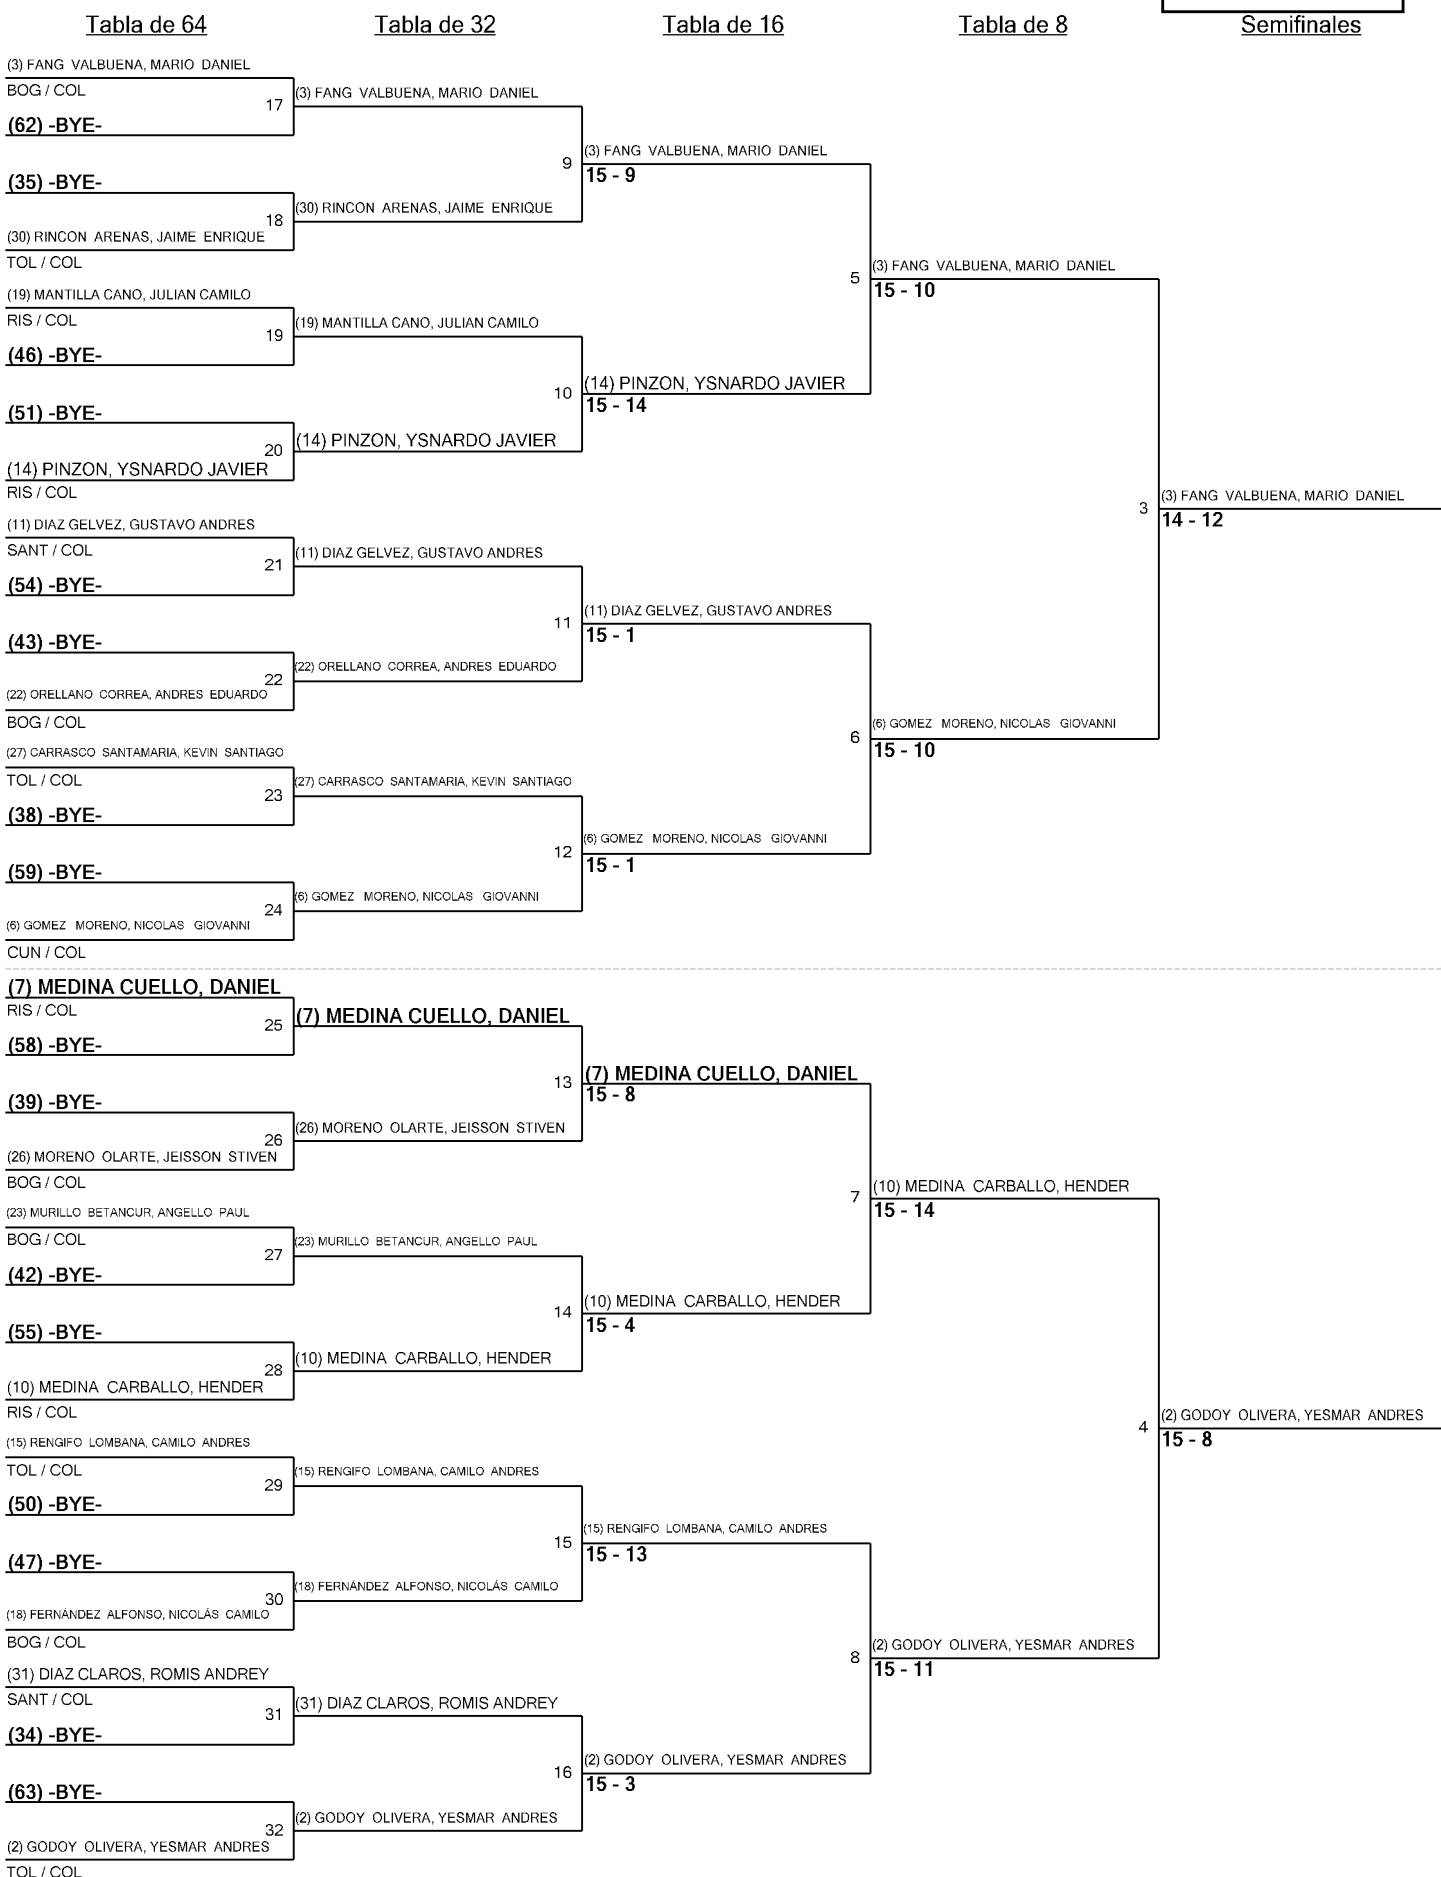 Tabla de 64
Tabla de 32
Tabla de 16
Tabla de 8
Semifinales
(3) FANG VALBUENA, MARIO DANIEL
BOG / COL
17
(62) -BYE-
(35) -BYE-
18
(30) RINCON ARENAS, JAIME ENRIQUE
TOL / COL
(19) MANTILLA CANO, JULIAN CAMILO
RIS / COL
19
(46) -BYE-
(51) -BYE-
20
(14) PINZON, YSNARDO JAVIER
RIS / COL
(11) DIAZ GELVEZ, GUSTAVO ANDRES
SANT / COL
21
(54) -BYE-
(43) -BYE-
22
(22) ORELLANO CORREA, ANDRES EDUARDO
BOG / COL
(27) CARRASCO SANTAMARIA, KEVIN SANTIAGO
TOL / COL
23
(38) -BYE-
(59) -BYE-
24
(6) GOMEZ MORENO, NICOLAS GIOVANNI
CUN / COL
(7) MEDINA CUELLO, DANIEL
RIS / COL
25
(58) -BYE-
(39) -BYE-
26
(26) MORENO OLARTE, JEISSON STIVEN
BOG / COL
(23) MURILLO BETANCUR, ANGELLO PAUL
BOG / COL
27
(42) -BYE-
(55) -BYE-
28
(10) MEDINA CARBALLO, HENDER
RIS / COL
(15) RENGIFO LOMBANA, CAMILO ANDRES
TOL / COL
29
(50) -BYE-
(47) -BYE-
30
(18) FERNÁNDEZ ALFONSO, NICOLÁS CAMILO
BOG / COL
(31) DIAZ CLAROS, ROMIS ANDREY
SANT / COL
31
(34) -BYE-
(63) -BYE-
32
(2) GODOY OLIVERA, YESMAR ANDRES
TOL / COL
(3) FANG VALBUENA, MARIO DANIEL
9
(30) RINCON ARENAS, JAIME ENRIQUE
(19) MANTILLA CANO, JULIAN CAMILO
10
(14) PINZON, YSNARDO JAVIER
(11) DIAZ GELVEZ, GUSTAVO ANDRES
11
(22) ORELLANO CORREA, ANDRES EDUARDO
(27) CARRASCO SANTAMARIA, KEVIN SANTIAGO
12
(6) GOMEZ MORENO, NICOLAS GIOVANNI
(7) MEDINA CUELLO, DANIEL
13
(26) MORENO OLARTE, JEISSON STIVEN
(23) MURILLO BETANCUR, ANGELLO PAUL
14
(10) MEDINA CARBALLO, HENDER
(15) RENGIFO LOMBANA, CAMILO ANDRES
15
(18) FERNÁNDEZ ALFONSO, NICOLÁS CAMILO
(31) DIAZ CLAROS, ROMIS ANDREY
16
(2) GODOY OLIVERA, YESMAR ANDRES
(3) FANG VALBUENA, MARIO DANIEL
15 - 9
5
(14) PINZON, YSNARDO JAVIER
15 - 14
(11) DIAZ GELVEZ, GUSTAVO ANDRES
15 - 1
6
(6) GOMEZ MORENO, NICOLAS GIOVANNI
15 - 1
(7) MEDINA CUELLO, DANIEL
15 - 8
7
(10) MEDINA CARBALLO, HENDER
15 - 4
(15) RENGIFO LOMBANA, CAMILO ANDRES
15 - 13
8
(2) GODOY OLIVERA, YESMAR ANDRES
15 - 3
(3) FANG VALBUENA, MARIO DANIEL
15 - 10
3
(6) GOMEZ MORENO, NICOLAS GIOVANNI
15 - 10
(10) MEDINA CARBALLO, HENDER
15 - 14
4
(2) GODOY OLIVERA, YESMAR ANDRES
15 - 11
(3) FANG VALBUENA, MARIO DANIEL
14 - 12
(2) GODOY OLIVERA, YESMAR ANDRES
15 - 8